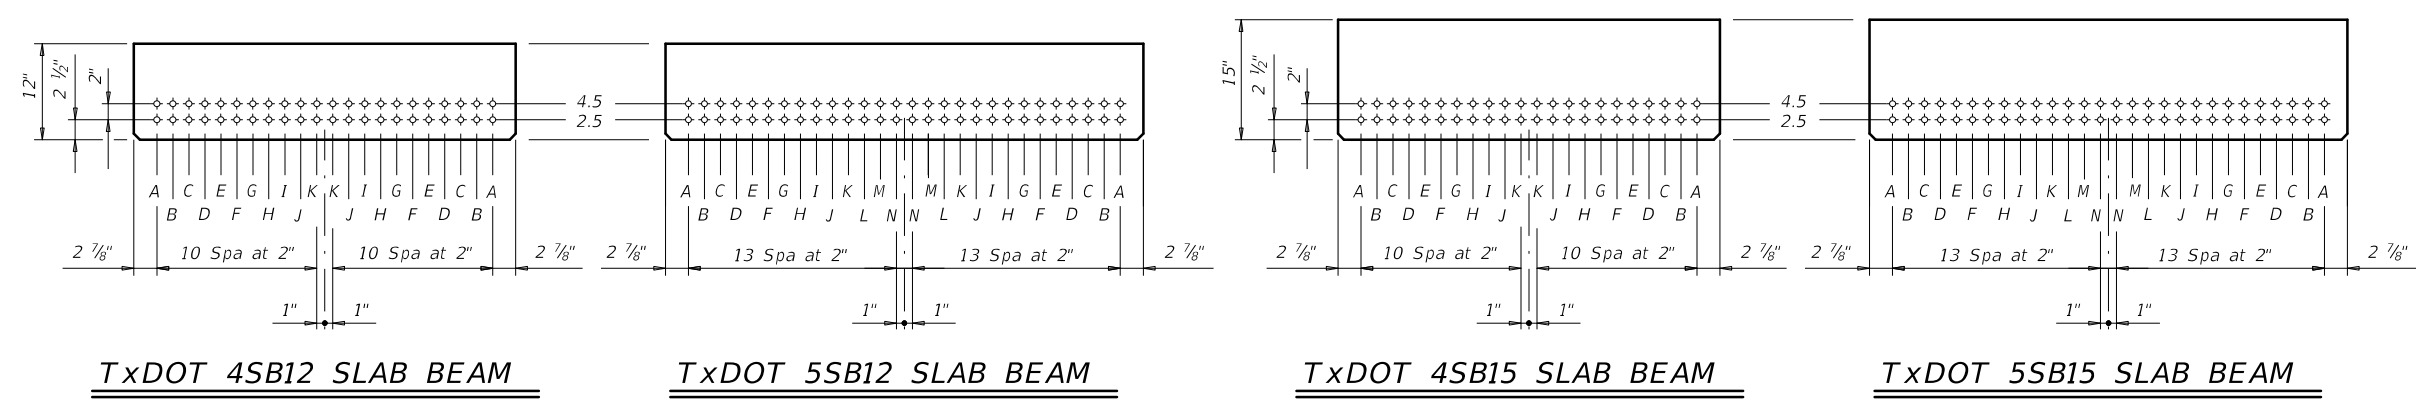 12" 2 ½" 2" 4.5 15" 2 ½" 2" 4.5
2.5 2.5
A C E G I K K I G E C A A C E G I K M M K I G E C A A C E G I K K I G E C A A C E G I K M M K I G E C A
B D F H J J H F D B B D F H J L N N L J H F D B B D F H J J H F D B B D F H J L N N L J H F D B
2 ⅞" 10 Spa at 2" 10 Spa at 2" 2 ⅞" 2 ⅞" 13 Spa at 2" 13 Spa at 2" 2 ⅞" 2 ⅞" 10 Spa at 2" 10 Spa at 2" 2 ⅞" 2 ⅞" 13 Spa at 2" 13 Spa at 2" 2 ⅞"
1" 1" 1" 1" 1" 1" 1" 1"
TxDOT 4SB12 SLAB BEAM TxDOT 5SB12 SLAB BEAM TxDOT 4SB15 SLAB BEAM TxDOT 5SB15 SLAB BEAM